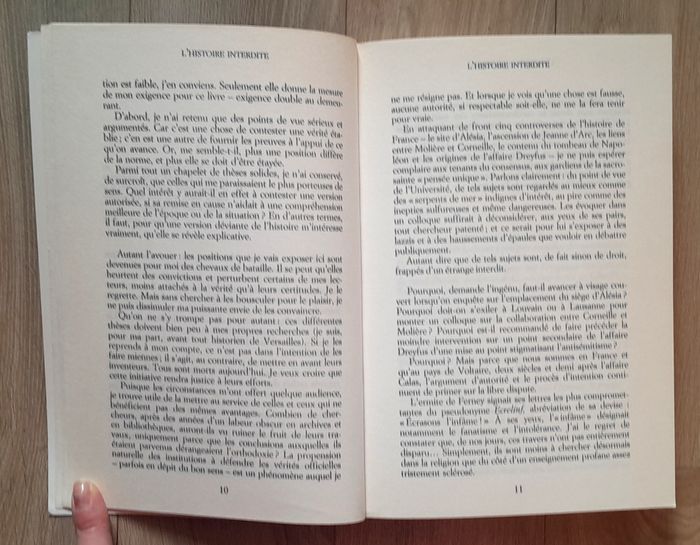 L'HISTOIRE INTERDITE
tion est faible, j'en conviens. Seulement elle donne la mesure
de mon exigence pour ce livre – exigence double au demeu-
rant.
D'abord, je n'ai retenu que des points de vue sérieux et
argumentés. Car c'est une chose de contester une vérité éta-
blie ; c'en est une autre de fournir les preuves à l'appui de ce
qu'on avance. Or, me semble-t-il, plus une position diffère
de la norme, et plus elle se doit d'être étayée.
Parmi tout un chapelet de thèses solides, je n'ai conservé,
de surcroît, que celles qui me paraissaient le plus porteuses de
sens. Quel intérêt y aurait-il en effet à contester une version
autorisée, si sa remise en cause n'aidait à une compréhension
meilleure de l'époque ou de la situation ? En d'autres termes,
il faut, pour qu'une version déviante de l'histoire m'intéresse
vraiment, qu'elle se révèle explicative.
Autant l'avouer : les positions que je vais exposer ici sont
devenues pour moi des chevaux de bataille. Il se peut qu'elles
heurtent des convictions et perturbent certains de mes lec-
teurs, moins attachés à la vérité qu'à leurs certitudes. Je le
regrette. Mais sans chercher à les bousculer pour le plaisir, je
ne puis dissimuler ma puissante envie de les convaincre.
Qu'on ne s'y trompe pas pour autant : ces différentes
thèses doivent bien peu à mes propres recherches (je suis,
pour ma part, avant tout historien de Versailles). Si je les
reprends à mon compte, ce n'est pas dans l'intention de les
faire miennes ; il s'agit, au contraire, de mettre en avant leurs
inventeurs. Tous sont morts aujourd'hui. Je veux croire que
cette initiative rendra justice à leurs efforts.
Puisque les circonstances m'ont offert quelque audience,
je trouve utile de la mettre au service de celles et ceux qui ne
bénéficient pas des mêmes avantages. Combien de cher-
cheurs, après des années d'un labeur obscur en archives et
en bibliothèques, auront-ils vu ruiner le fruit de leurs tra-
vaux, uniquement parce que les conclusions auxquelles ils
étaient parvenus dérangeaient l'orthodoxie ? La propension
naturelle des institutions à défendre les vérités officielles
– parfois en dépit du bon sens – est un phénomène auquel je
10
L'HISTOIRE INTERDITE
ne me résigne pas. Et lorsque je vois qu'une chose est fausse,
aucune autorité, si respectable soit-elle, ne me la fera tenir
pour vraie.
En attaquant de front cinq controverses de l'histoire de
France – le site d'Alésia, l'ascension de Jeanne d'Arc, les liens
entre Molière et Corneille, le contenu du tombeau de Napo-
léon et les origines de l'affaire Dreyfus – je ne puis espérer
complaire aux tenants du consensus, aux gardiens de la sacro-
sainte « pensée unique ». Parlons clairement : du point de vue
de l'Université, de tels sujets sont regardés au mieux comme
des « serpents de mer » indignes d'intérêt, au pire comme des
inepties sulfureuses et même dangereuses. Les évoquer dans
un colloque suffirait à déconsidérer, aux yeux de ses pairs,
tout chercheur patenté ; et ce serait pour lui s'exposer à des
lazzis et à des haussements d'épaules que vouloir en débattre
publiquement.
Autant dire que de tels sujets sont, de fait sinon de droit,
frappés d'un étrange interdit.
Pourquoi, demande l'ingénu, faut-il avancer à visage cou-
vert lorsqu'on enquête sur l'emplacement du siège d'Alésia ?
Pourquoi doit-on s'exiler à Louvain ou à Lausanne pour
monter un colloque sur la collaboration entre Corneille et
Molière ? Pourquoi est-il recommandé de faire précéder la
moindre intervention sur un point secondaire de l'affaire
Dreyfus d'une mise au point stigmatisant l'antisémitisme ?
Pourquoi ? Mais parce que nous sommes en France et
qu'au pays de Voltaire, deux siècles et demi après l'affaire
Calas, l'argument d'autorité et le procès d'intention conti-
nuent de primer sur la libre dispute.
L'ermite de Ferney signait ses lettres les plus compromet-
tantes du pseudonyme Ecrelinf, abréviation de sa devise :
« Écrasons l'infâme ! » À ses yeux, l'« infâme » désignait
notamment le fanatisme et l'intolérance. J'ai le regret de
constater que, de nos jours, ces travers n'ont pas entièrement
disparu... Simplement, ils sont moins à chercher désormais
dans la religion que du côté d'un enseignement profane assez
tristement sclérosé.
11